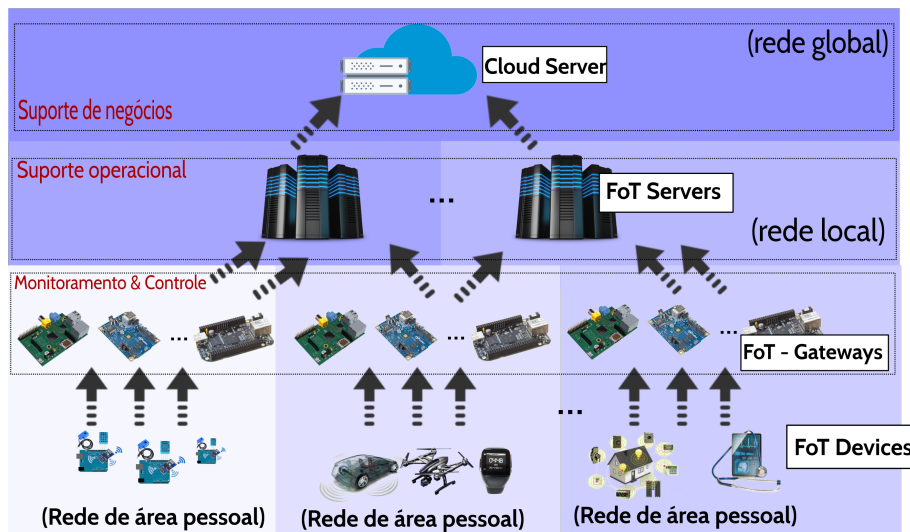 (rede global)
Cloud Server
Suporte de negócios
Suporte operacional
...
FoT Servers
(rede local)
Monitoramento & Controle
...
...
...
FoT - Gateways
...
FoT Devices
(Rede de área pessoal)
(Rede de área pessoal)
(Rede de área pessoal)